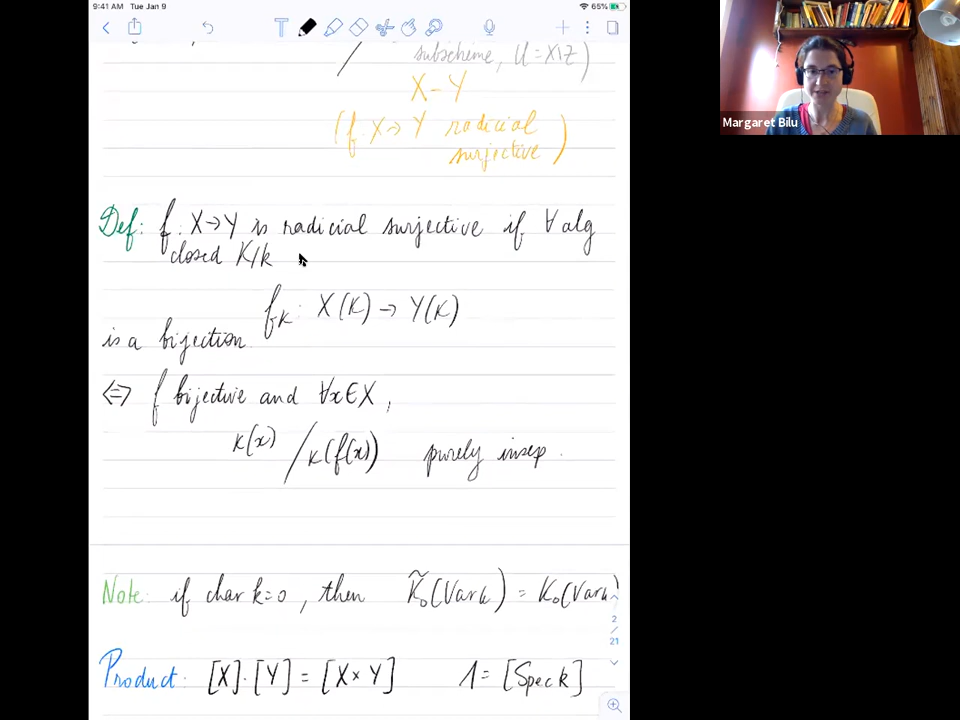 9:41 AM Tue Jan 9
65%
subscheme, U = X\Z)
X - Y
(f: X → Y radicial
surjective)
Def: f: X → Y is radicial surjective if ∀ alg
closed K/k
f_K: X(K) → Y(K)
is a bijection
⇔ f bijective and ∀x∈X,
κ(x) / κ(f(x)) purely insep.
Note: if char k=0, then K̃₀(Var_k) = K₀(Var_k)
2
/
21
Product: [X]·[Y] = [X × Y] 1 = [Spec k]
Margaret Bilu